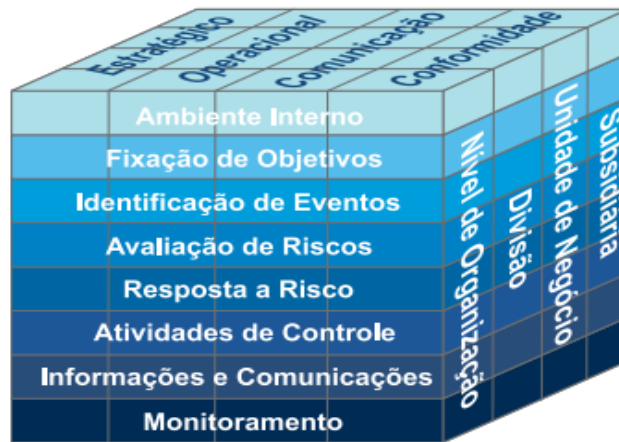 Estratégico
Operacional
Comunicação
Conformidade
Ambiente Interno
Fixação de Objetivos
Identificação de Eventos
Avaliação de Riscos
Resposta a Risco
Atividades de Controle
Informações e Comunicações
Monitoramento
Nível de Organização
Divisão
Unidade de Negócio
Subsidiaria